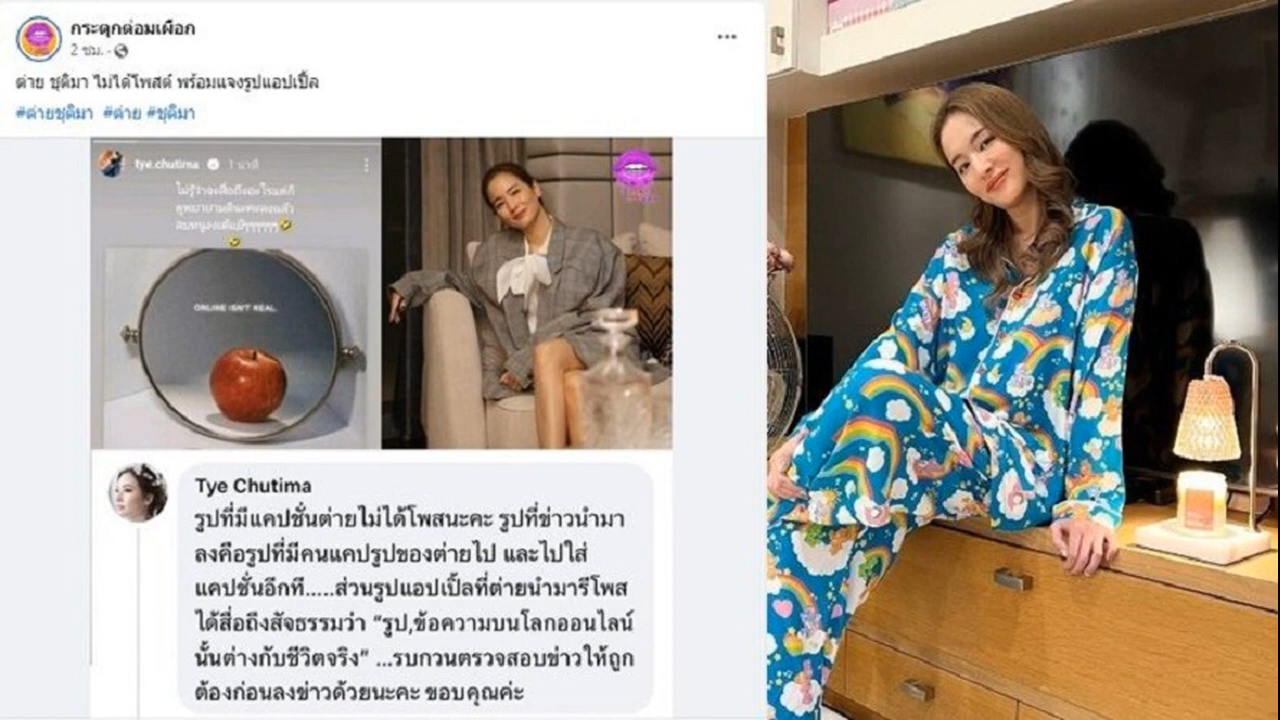 กระตุกต่อมเผือก
2 ชม.
ต่าย ชุติมา ไม่ได้โพสต์ พร้อมแจงรูปแอปเปิ้ล
#ต่ายชุติมา #ต่าย #ชุติมา
tye.chutima 1 นาที
ONLINE ISN'T REAL.
Tye Chutima
รูปที่มีแคปชั่นต่ายไม่ได้โพสนะคะ รูปที่ข่าวนำมา
ลงคือรูปที่มีคนแคปรูปของต่ายไป และไปใส่
แคปชั่นอีกที.....ส่วนรูปแอปเปิ้ลที่ต่ายนำมารีโพส
ได้สื่อถึงสัจธรรมว่า “รูป,ข้อความบนโลกออนไลน์
นั้นต่างกับชีวิตจริง” ...รบกวนตรวจสอบข่าวให้ถูก
ต้องก่อนลงข่าวด้วยนะคะ ขอบคุณค่ะ